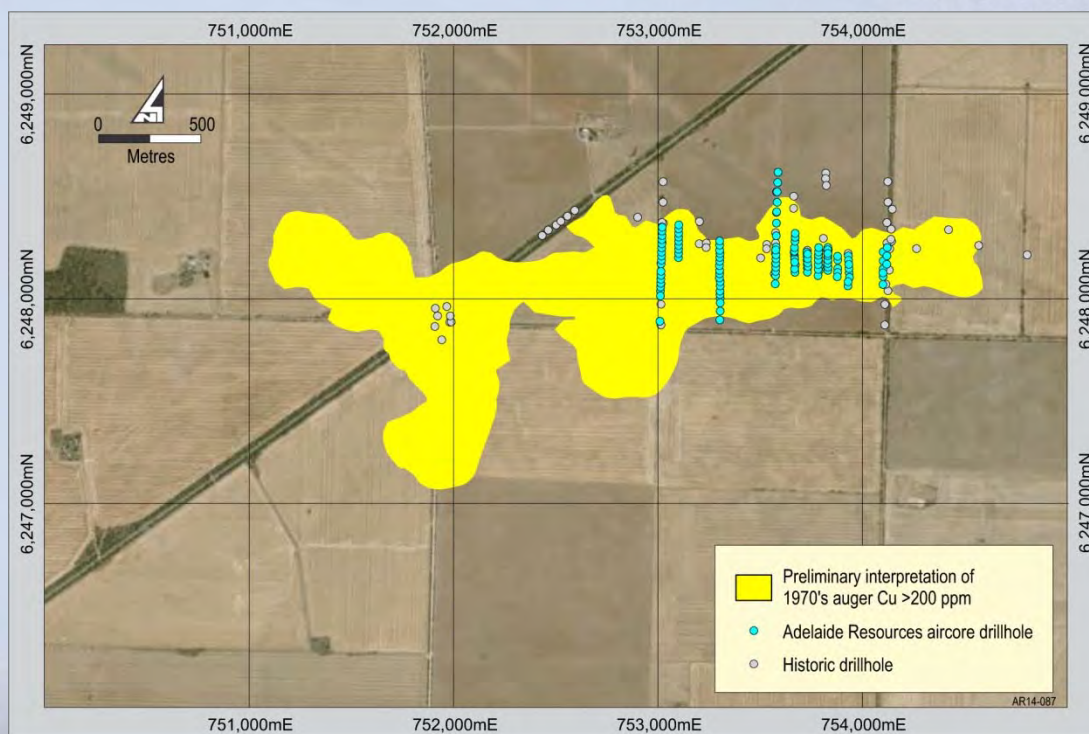 751,000mE 752,000mE 753,000mE 754,000mE
6,249,000mN 6,249,000mN
N
0 500
Metres
6,248,000mN 6,248,000mN
6,247,000mN 6,247,000mN
Preliminary interpretation of
1970's auger Cu >200 ppm
Adelaide Resources aircore drillhole
Historic drillhole
AR14-087
751,000mE 752,000mE 753,000mE 754,000mE